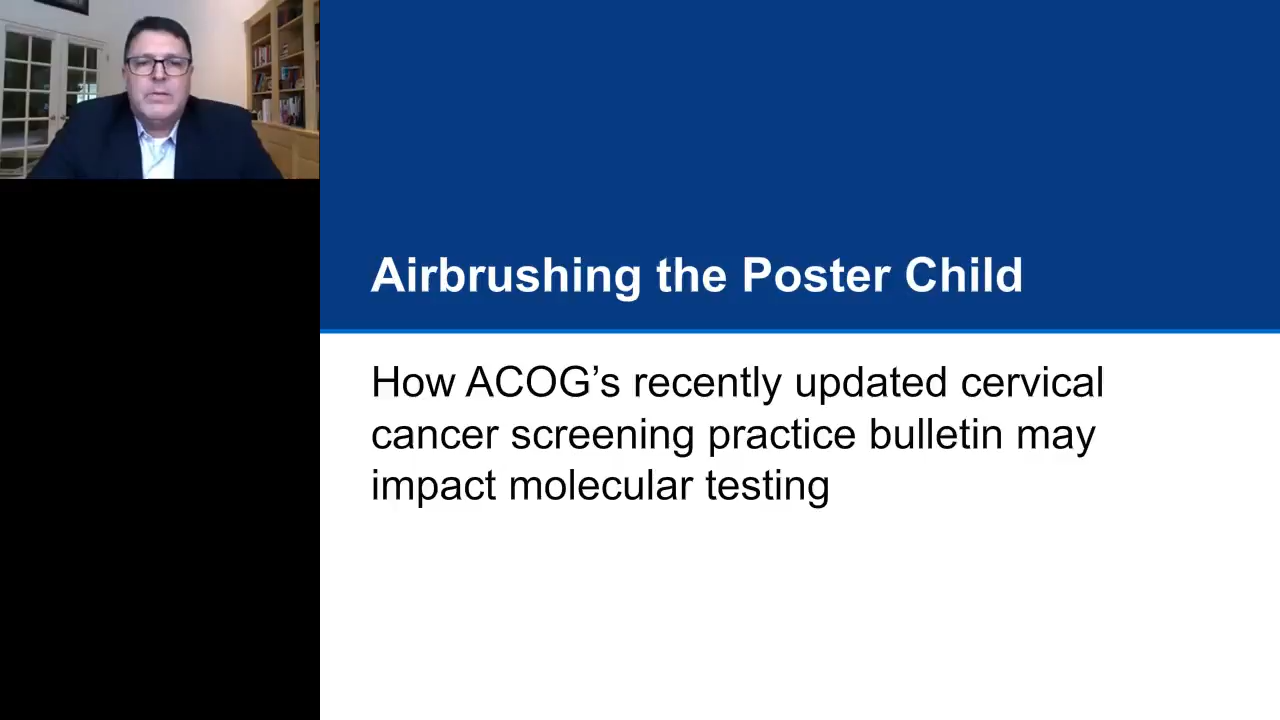 Airbrushing the Poster Child
How ACOG’s recently updated cervical
cancer screening practice bulletin may
impact molecular testing